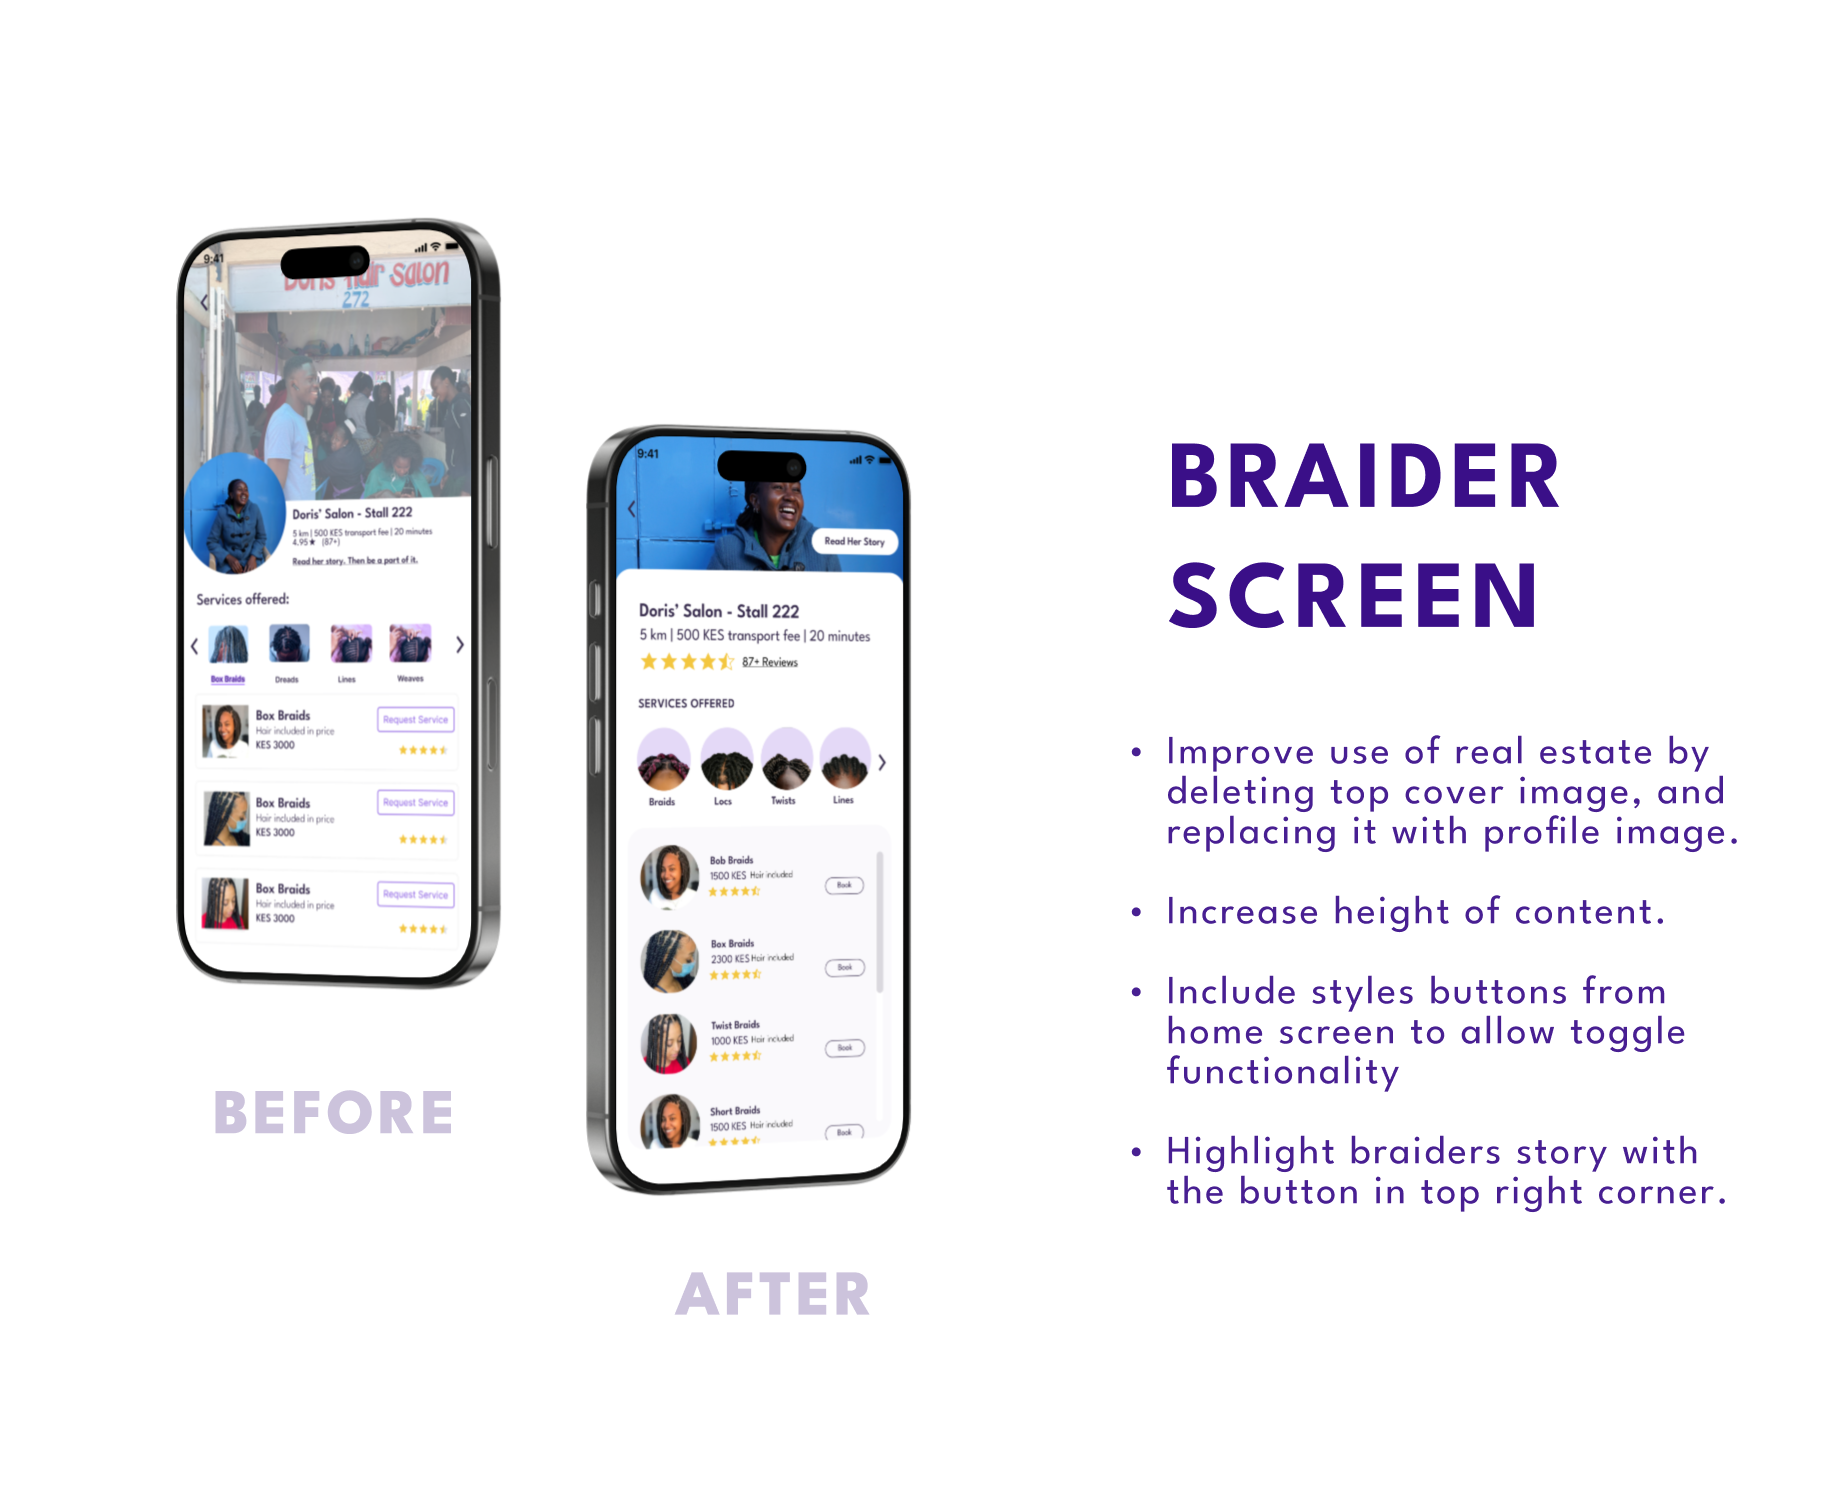 9:41
Doris Hair Salon
272
Doris' Salon - Stall 222
5 km | 500 KES transport fee | 20 minutes
4.95★ (87+)
Read her story. Then be a part of it.
Services offered:
Box Braids
Dreads
Lines
Weaves
Box Braids
Hair included in price
KES 3000
Request Service
Box Braids
Hair included in price
KES 3000
Request Service
Box Braids
Hair included in price
KES 3000
Request Service
BEFORE
9:41
Read Her Story
Doris' Salon - Stall 222
5 km | 500 KES transport fee | 20 minutes
87+ Reviews
SERVICES OFFERED
Braids
Locs
Twists
Lines
Bob Braids
1500 KES Hair included
Book
Box Braids
2300 KES Hair included
Book
Twist Braids
1000 KES Hair included
Book
Short Braids
1500 KES Hair included
Book
AFTER
BRAIDER
SCREEN
• Improve use of real estate by
deleting top cover image, and
replacing it with profile image.
• Increase height of content.
• Include styles buttons from
home screen to allow toggle
functionality
• Highlight braiders story with
the button in top right corner.